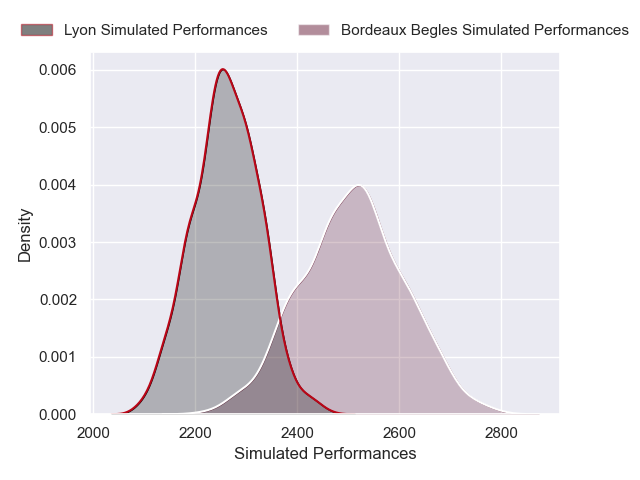 Lyon Simulated Performances
Bordeaux Begles Simulated Performances
0.006
0.005
0.004
0.003
0.002
0.001
0.000
Density
2000 2200 2400 2600 2800
Simulated Performances